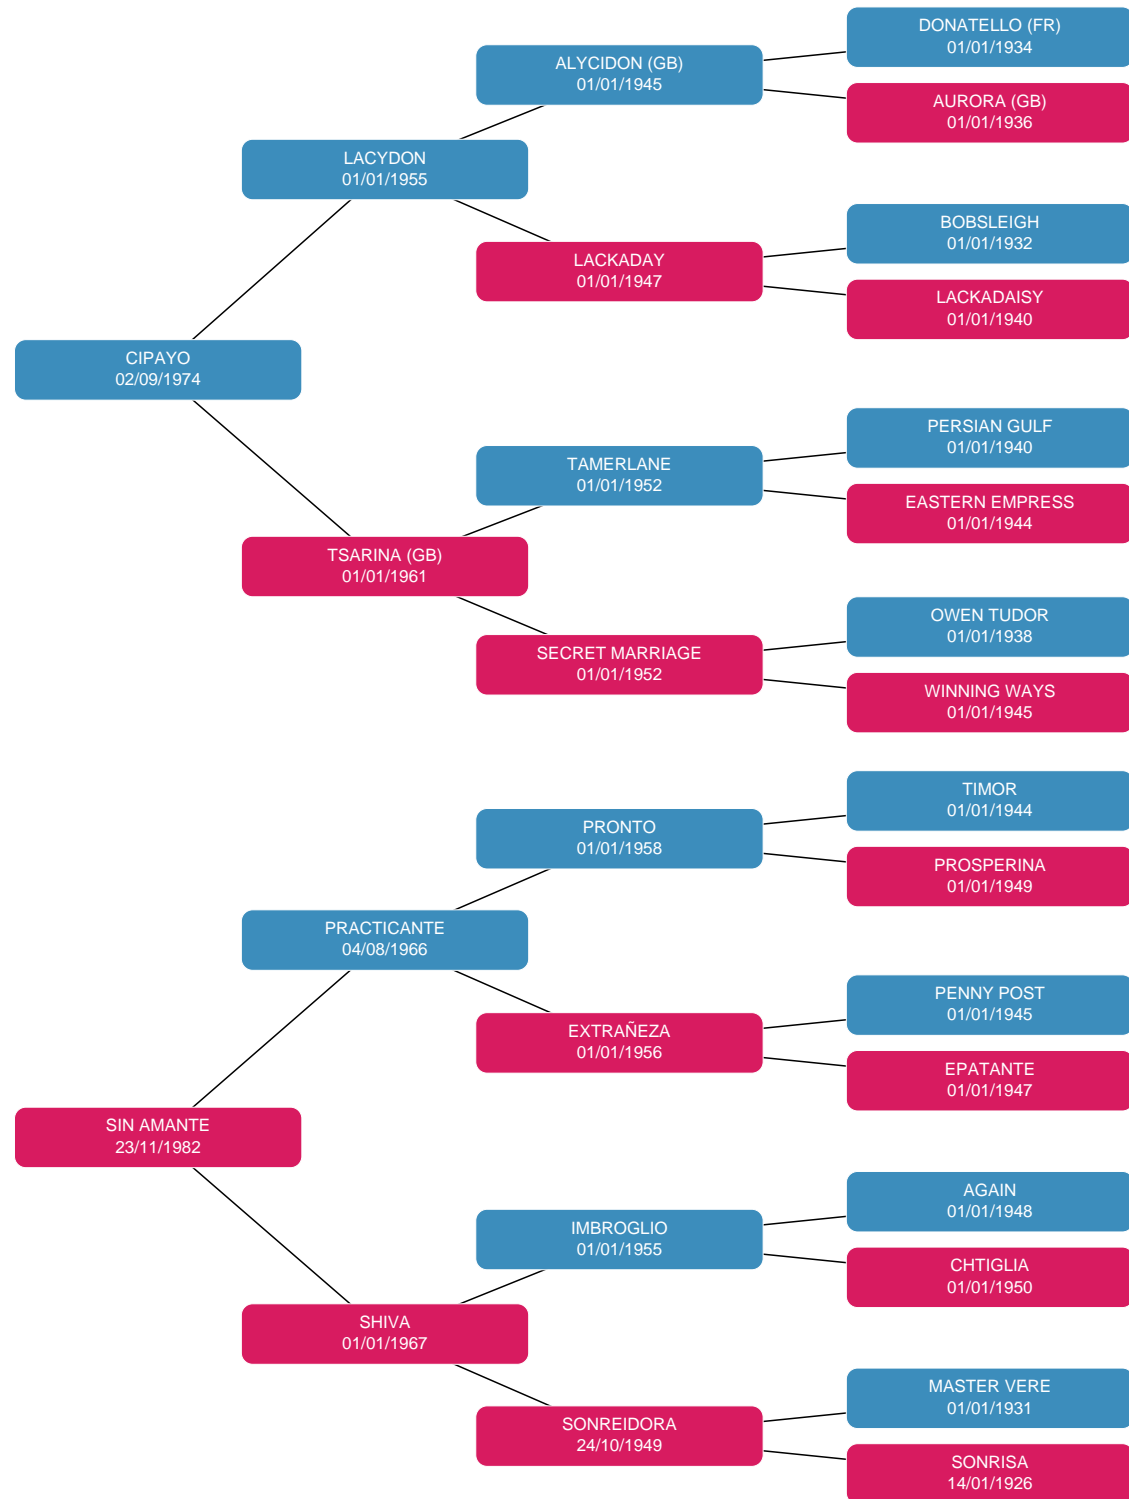 DONATELLO (FR)
01/01/1934
ALYCIDON (GB)
01/01/1945
AURORA (GB)
01/01/1936
LACYDON
01/01/1955
BOBSLEIGH
01/01/1932
LACKADAY
01/01/1947
LACKADAISY
01/01/1940
CIPAYO
02/09/1974
PERSIAN GULF
01/01/1940
TAMERLANE
01/01/1952
EASTERN EMPRESS
01/01/1944
TSARINA (GB)
01/01/1961
OWEN TUDOR
01/01/1938
SECRET MARRIAGE
01/01/1952
WINNING WAYS
01/01/1945
TIMOR
01/01/1944
PRONTO
01/01/1958
PROSPERINA
01/01/1949
PRACTICANTE
04/08/1966
PENNY POST
01/01/1945
EXTRAÑEZA
01/01/1956
EPATANTE
01/01/1947
SIN AMANTE
23/11/1982
AGAIN
01/01/1948
IMBROGLIO
01/01/1955
CHTIGLIA
01/01/1950
SHIVA
01/01/1967
MASTER VERE
01/01/1931
SONREIDORA
24/10/1949
SONRISA
14/01/1926